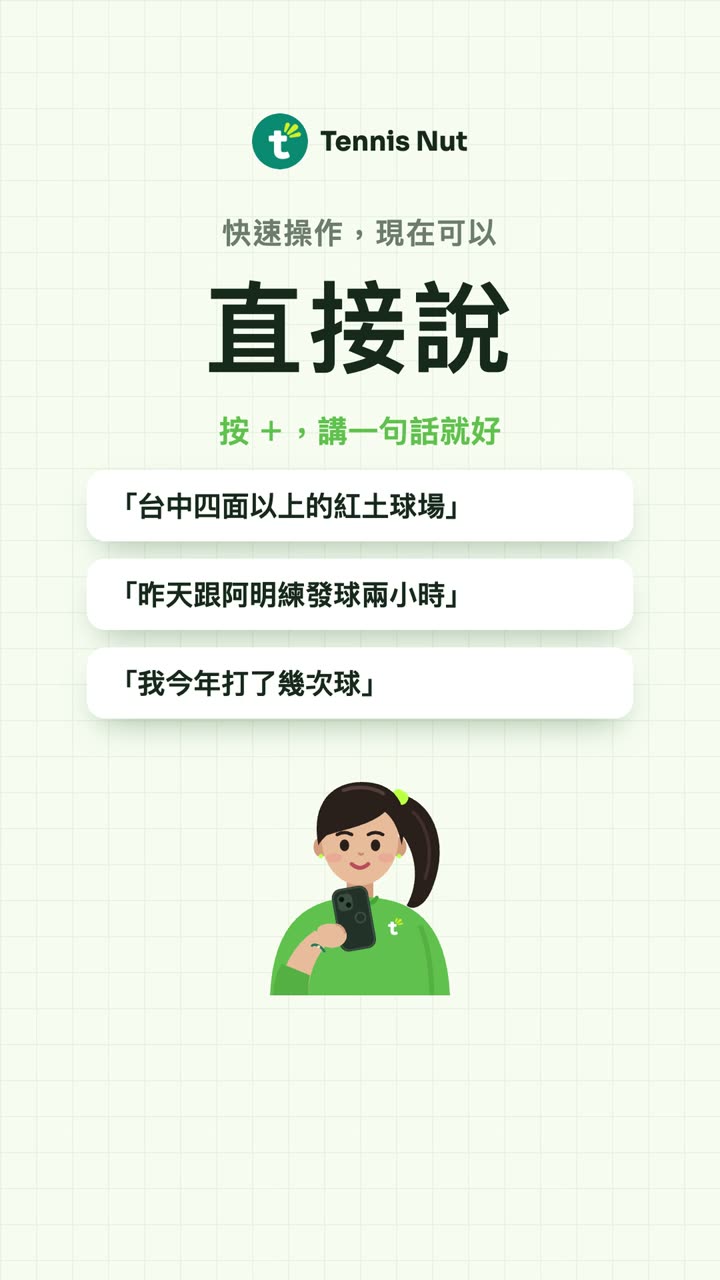 Tennis Nut
快速操作，現在可以
直接說
按 ＋，講一句話就好
「台中四面以上的紅土球場」
「昨天跟阿明練發球兩小時」
「我今年打了幾次球」